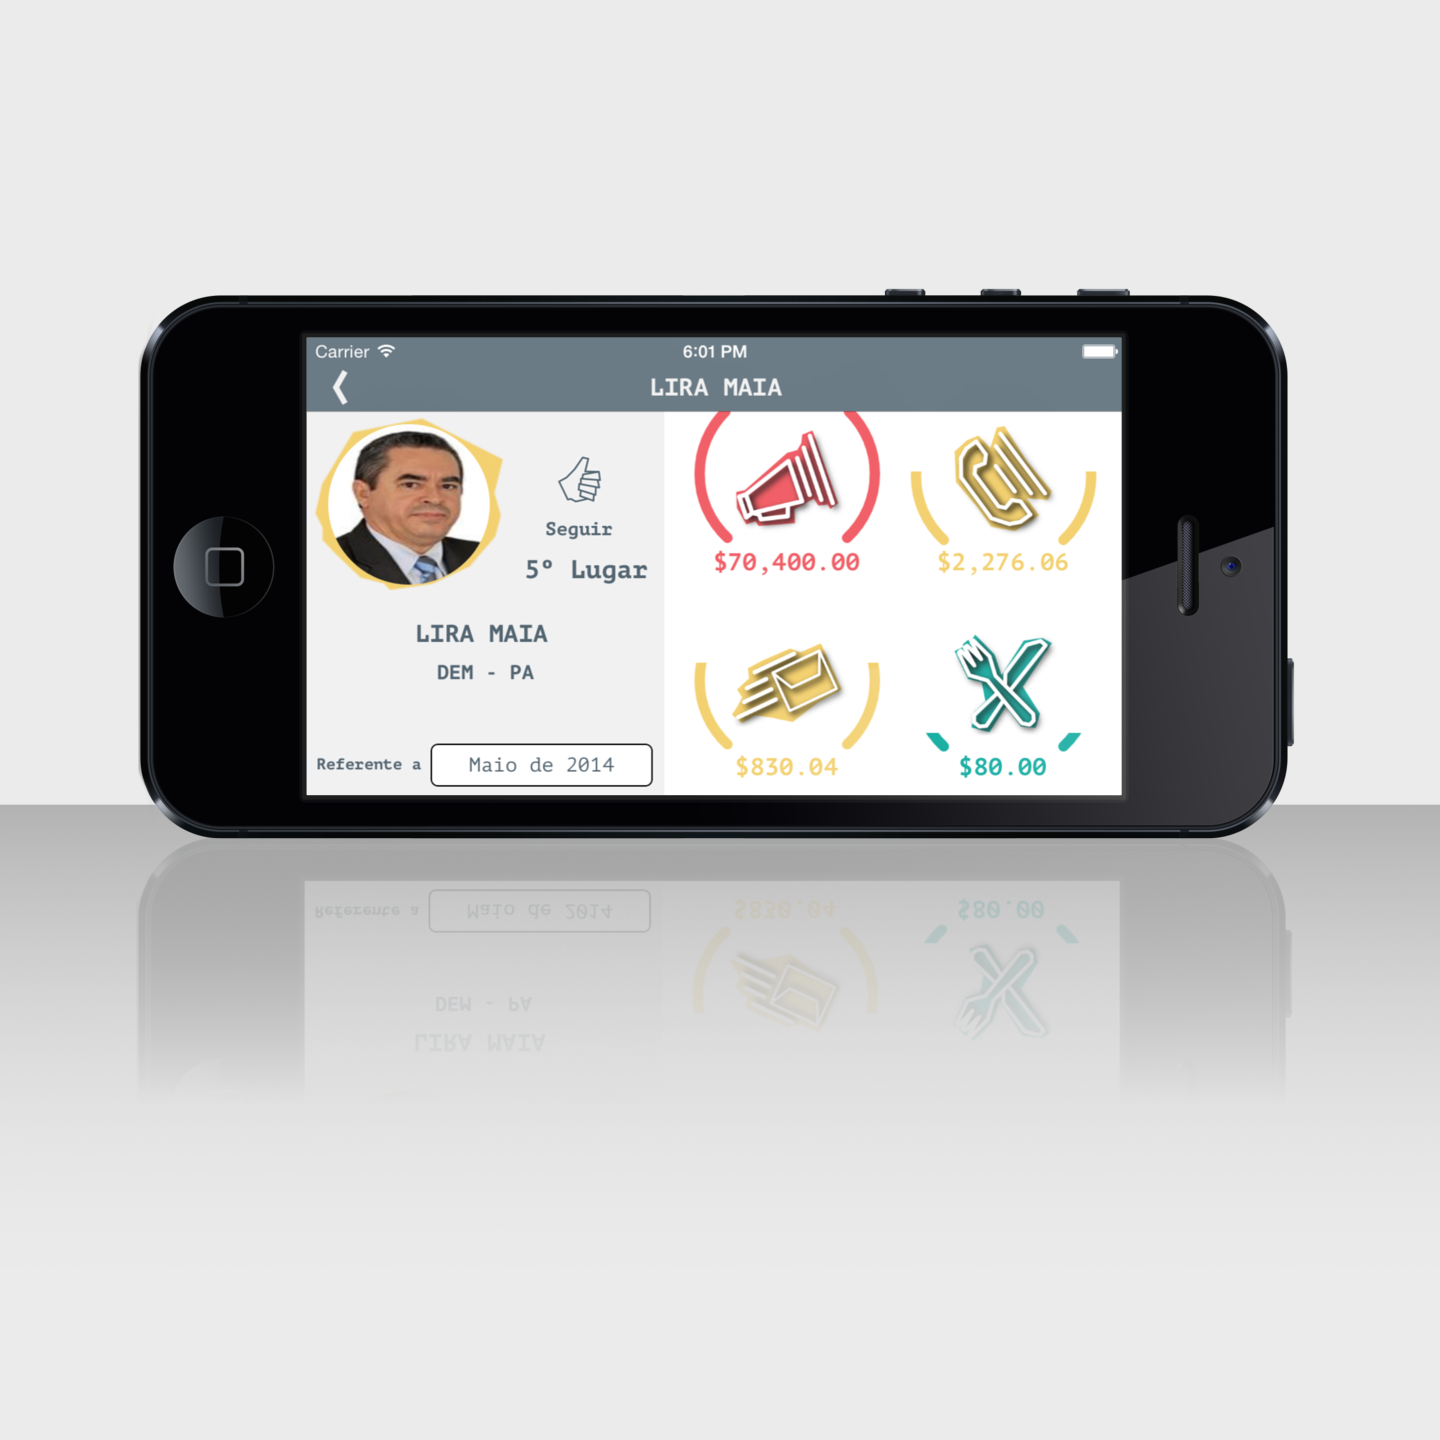 Carrier
6:01 PM
LIRA MAIA
Seguir
5º Lugar
LIRA MAIA
DEM - PA
Referente a
Maio de 2014
$70,400.00
$2,276.06
$830.04
$80.00